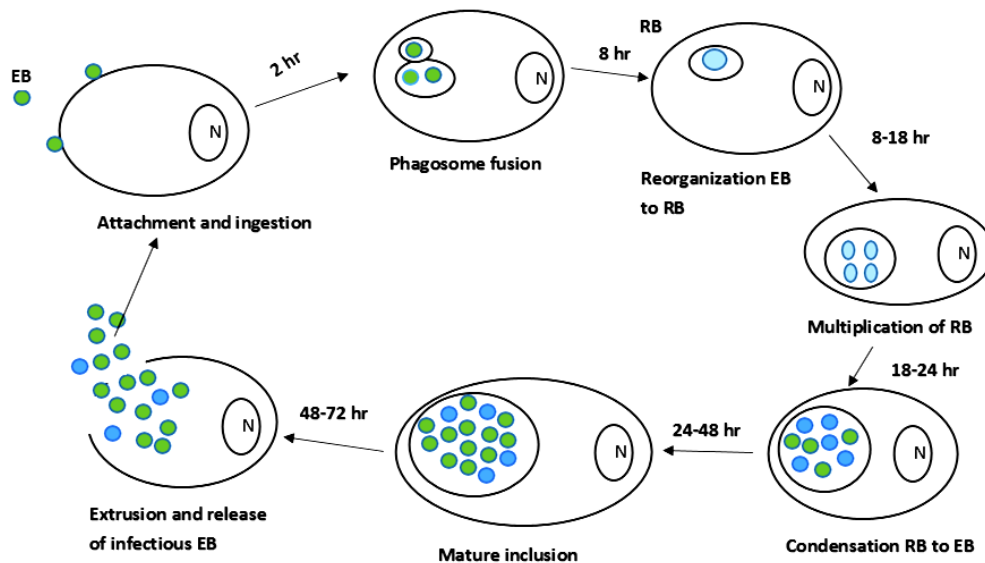 EB
N
Attachment and ingestion
2 hr
N
Phagosome fusion
8 hr
RB
N
Reorganization EB
to RB
8-18 hr
N
Multiplication of RB
18-24 hr
N
Condensation RB to EB
24-48 hr
N
Mature inclusion
48-72 hr
N
Extrusion and release
of infectious EB